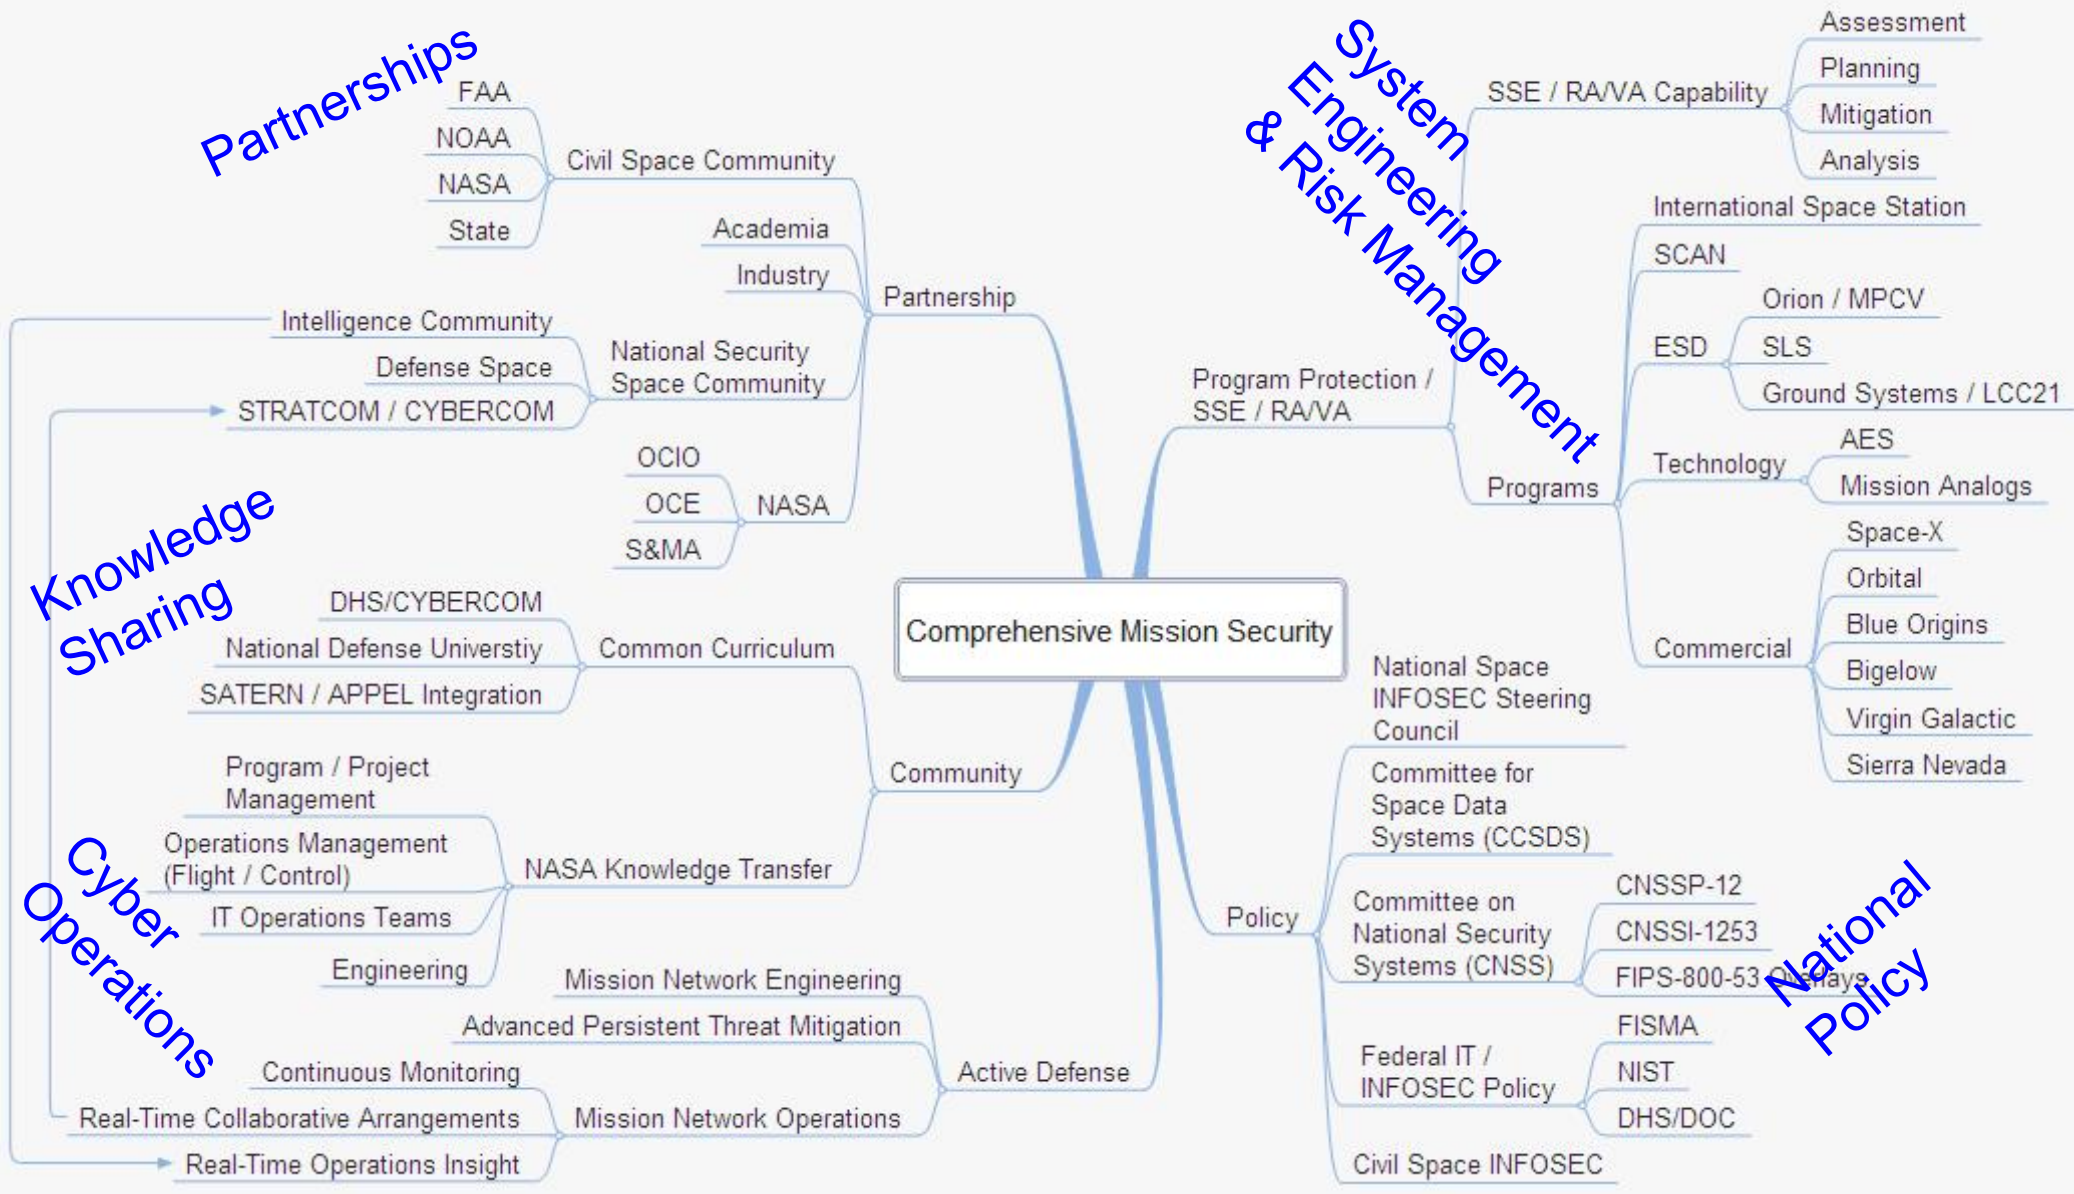 Partnerships
FAA
NOAA
NASA
State
Civil Space Community
Academia
Industry
Partnership
Intelligence Community
Defense Space
STRATCOM / CYBERCOM
National Security
Space Community
OCIO
OCE
S&MA
NASA
Knowledge
Sharing
DHS/CYBERCOM
National Defense Universtiy
SATERN / APPEL Integration
Common Curriculum
Community
Program / Project
Management
Operations Management
(Flight / Control)
IT Operations Teams
Engineering
NASA Knowledge Transfer
Cyber
Operations
Mission Network Engineering
Advanced Persistent Threat Mitigation
Active Defense
Continuous Monitoring
Real-Time Collaborative Arrangements
Real-Time Operations Insight
Mission Network Operations
Comprehensive Mission Security
System
Engineering
& Risk Management
Program Protection /
SSE / RA/VA
SSE / RA/VA Capability
Assessment
Planning
Mitigation
Analysis
Programs
International Space Station
SCAN
ESD
Orion / MPCV
SLS
Ground Systems / LCC21
Technology
AES
Mission Analogs
Commercial
Space-X
Orbital
Blue Origins
Bigelow
Virgin Galactic
Sierra Nevada
Policy
National Space
INFOSEC Steering
Council
Committee for
Space Data
Systems (CCSDS)
Committee on
National Security
Systems (CNSS)
CNSSP-12
CNSSI-1253
FIPS-800-53 Overlays
Federal IT /
INFOSEC Policy
FISMA
NIST
DHS/DOC
Civil Space INFOSEC
National
Policy